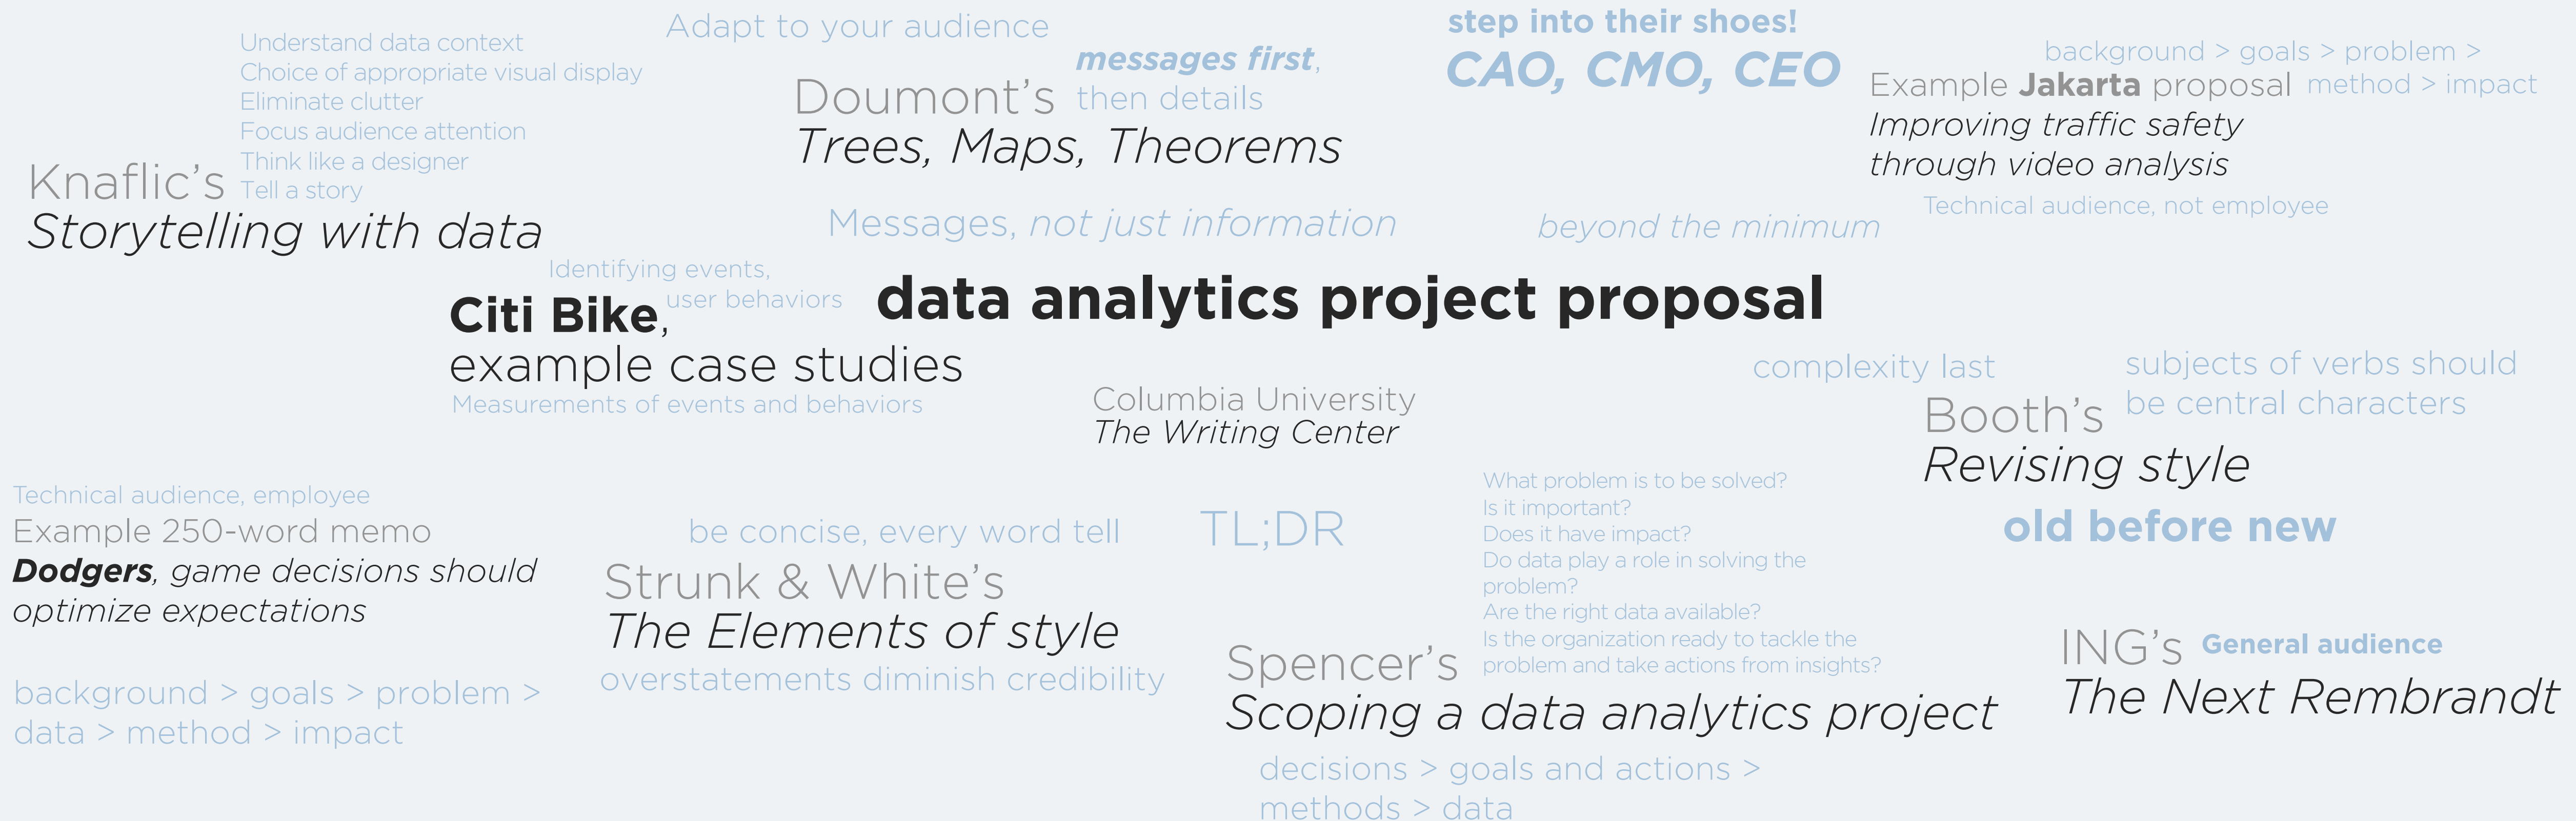 Understand data context
Choice of appropriate visual display
Eliminate clutter
Focus audience attention
Think like a designer
Knaflic’s Tell a story
Storytelling with data
Adapt to your audience
messages first,
Doumont’s then details
Trees, Maps, Theorems
Messages, not just information
step into their shoes!
CAO, CMO, CEO
beyond the minimum
background > goals > problem >
Example Jakarta proposal method > impact
Improving traffic safety
through video analysis
Technical audience, not employee
Identifying events,
user behaviors
Citi Bike,
example case studies
Measurements of events and behaviors
data analytics project proposal
Columbia University
The Writing Center
complexity last
subjects of verbs should
Booth’s be central characters
Revising style
old before new
Technical audience, employee
Example 250-word memo
Dodgers, game decisions should
optimize expectations
background > goals > problem >
data > method > impact
be concise, every word tell
Strunk & White’s
The Elements of style
overstatements diminish credibility
TL;DR
What problem is to be solved?
Is it important?
Does it have impact?
Do data play a role in solving the
problem?
Are the right data available?
Is the organization ready to tackle the
Spencer’s problem and take actions from insights?
Scoping a data analytics project
decisions > goals and actions >
methods > data
ING’s General audience
The Next Rembrandt